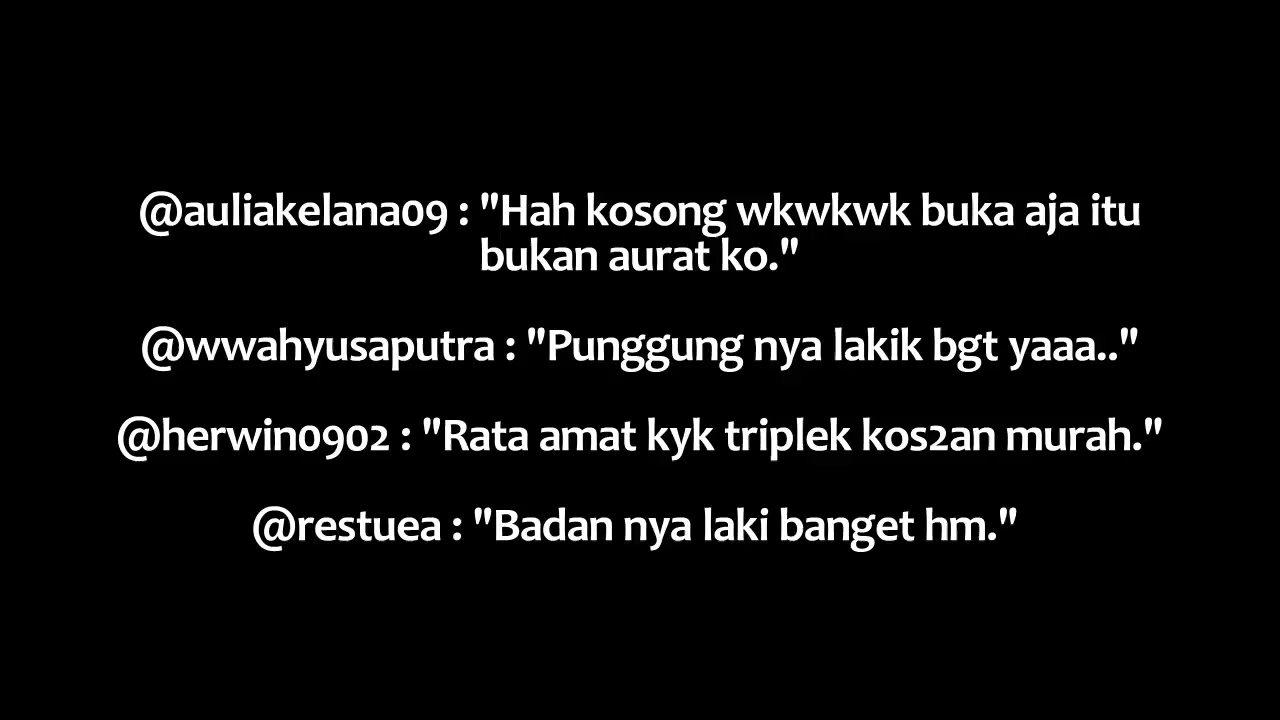 @auliakelana09 : "Hah kosong wkwkwk buka aja itu
bukan aurat ko."
@wwahyusaputra : "Punggung nya lakik bgt yaaa.."
@herwin0902 : "Rata amat kyk triplek kos2an murah."
@restuea : "Badan nya laki banget hm."